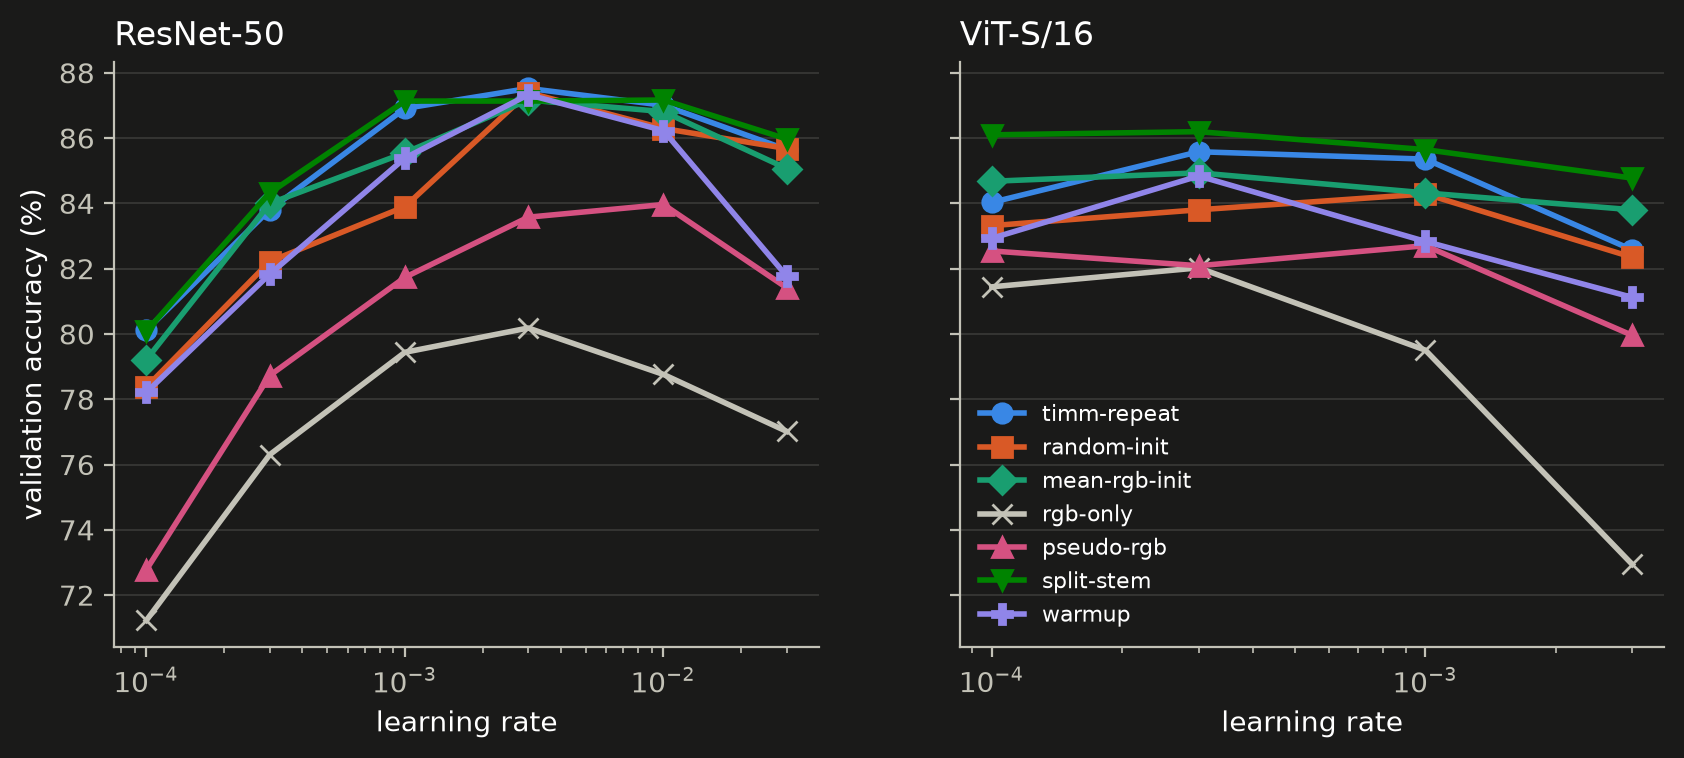 ResNet-50
ViT-S/16
validation accuracy (%)
88
86
84
82
80
78
76
74
72
10⁻⁴
10⁻³
10⁻²
learning rate
timm-repeat
random-init
mean-rgb-init
rgb-only
pseudo-rgb
split-stem
warmup
10⁻⁴
10⁻³
learning rate